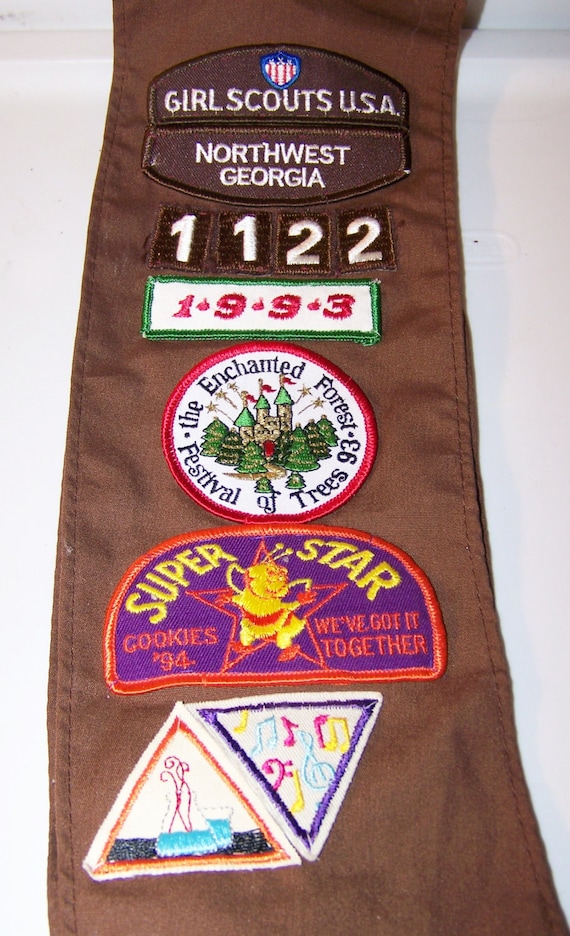 GIRL SCOUTS U.S.A.
NORTHWEST
GEORGIA
1122
1·9·9·3
·the Enchanted Forest·
Festival of Trees 93
SUPER STAR
COOKIES
'94
WE'VE GOT IT
TOGETHER